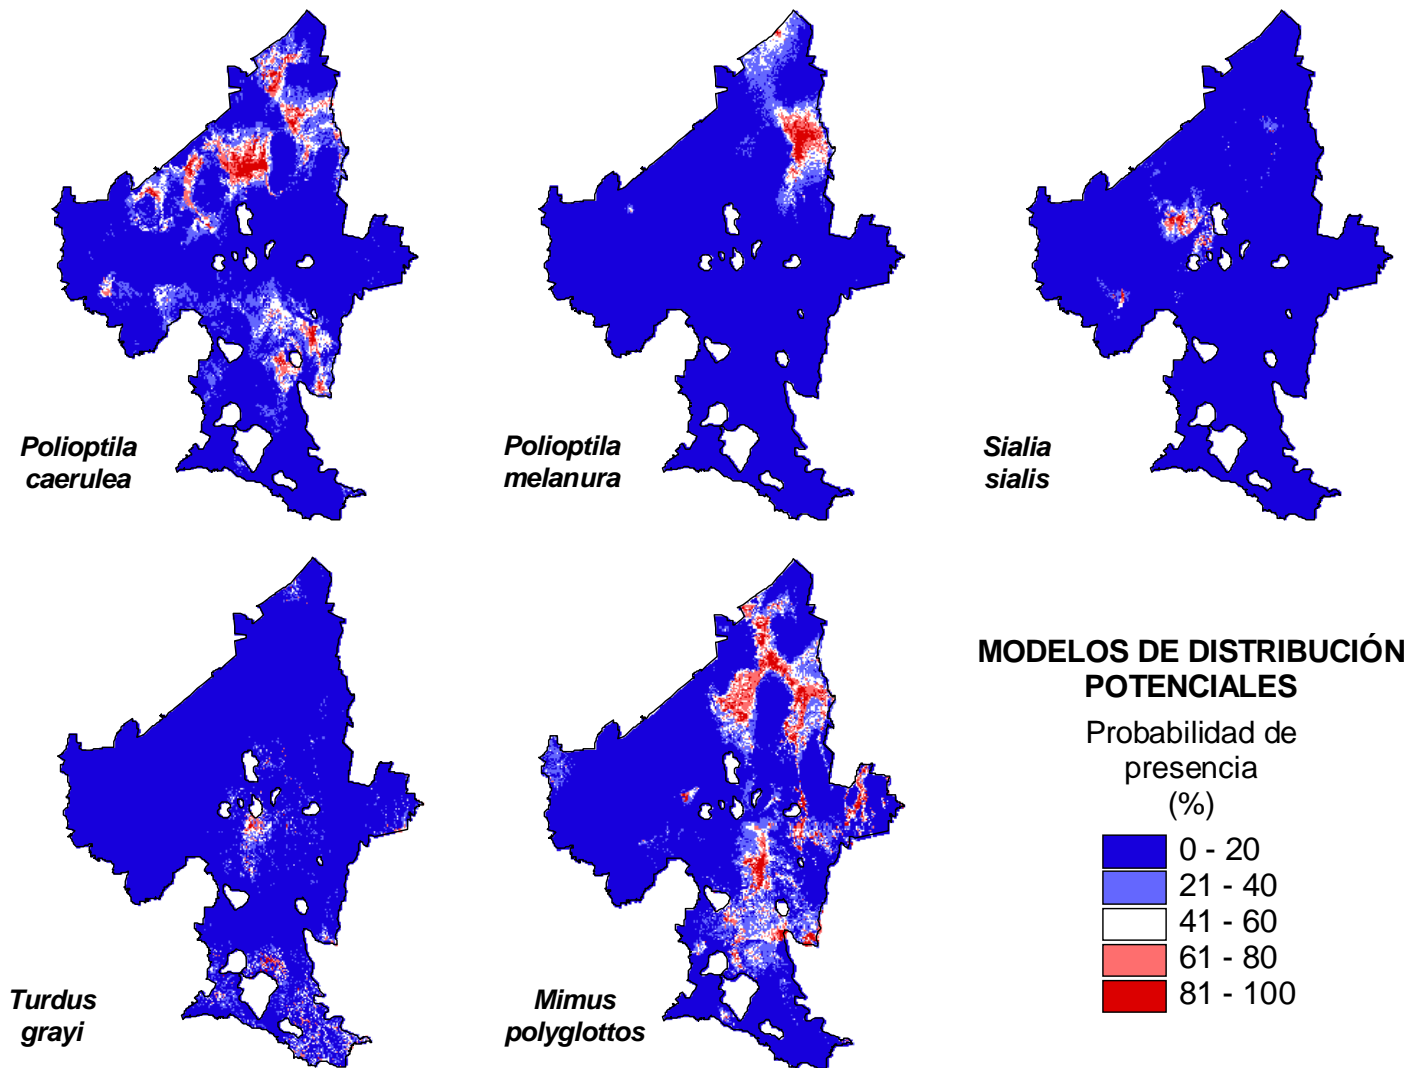 Polioptila
caerulea
Polioptila
melanura
Sialia
sialis
Turdus
grayi
Mimus
polyglottos
MODELOS DE DISTRIBUCIÓN
POTENCIALES
Probabilidad de
presencia
(%)
0 - 20
21 - 40
41 - 60
61 - 80
81 - 100